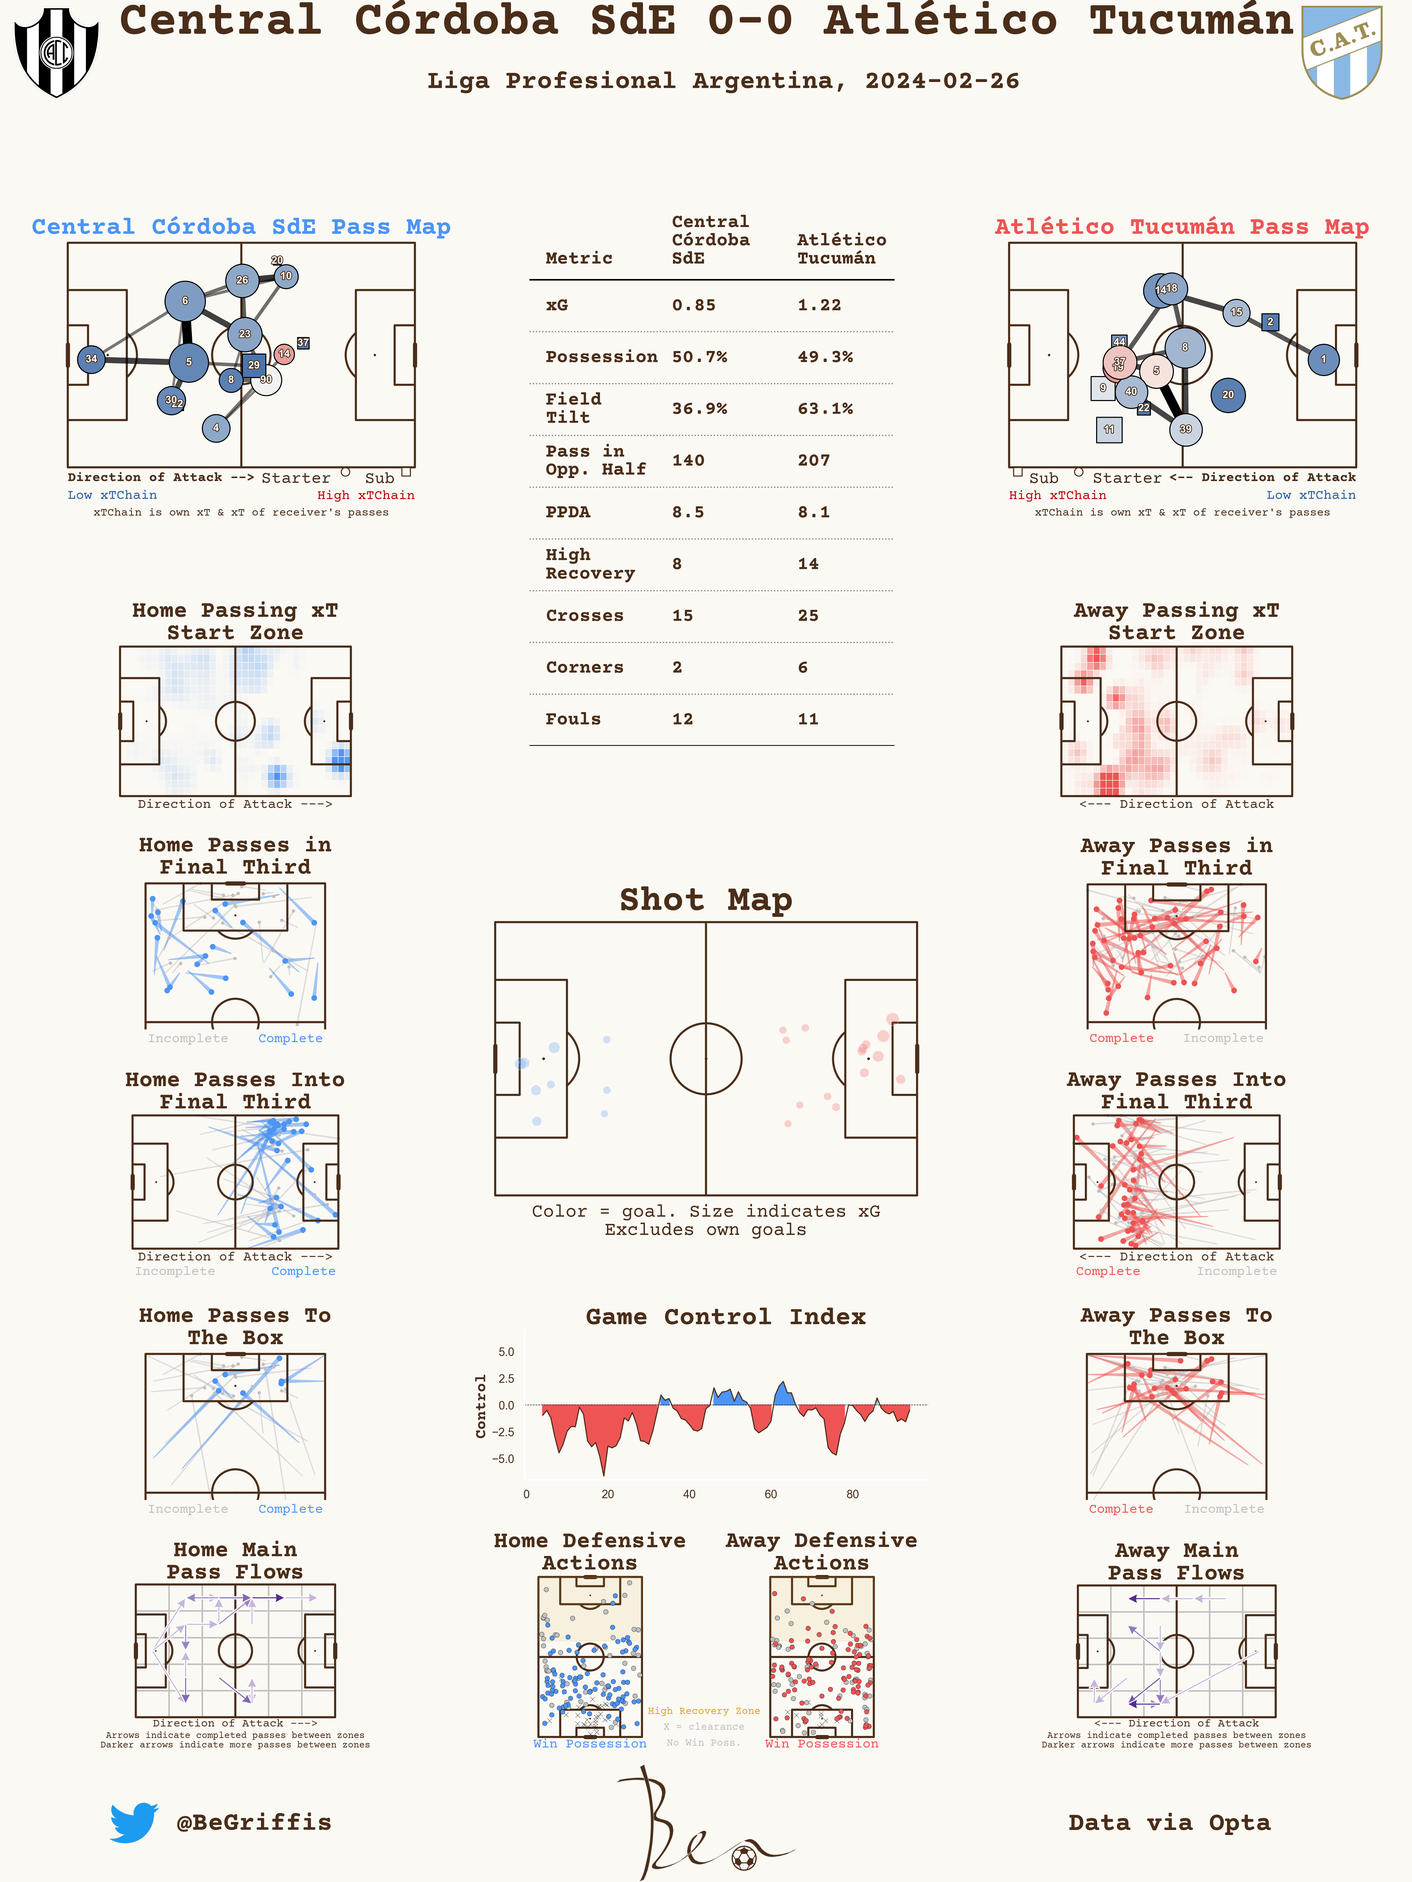 Central Córdoba SdE 0-0 Atlético Tucumán
Liga Profesional Argentina, 2024-02-26
C.A.T.
Central Córdoba SdE Pass Map
34
6
5
30
22
4
26
20
10
23
29
8
90
14
37
Direction of Attack --> Starter Sub
Low xTChain High xTChain
xTChain is own xT & xT of receiver's passes
Metric Central Córdoba SdE Atlético Tucumán
xG 0.85 1.22
Possession 50.7% 49.3%
Field Tilt 36.9% 63.1%
Pass in Opp. Half 140 207
PPDA 8.5 8.1
High Recovery 8 14
Crosses 15 25
Corners 2 6
Fouls 12 11
Atlético Tucumán Pass Map
14
18
15
2
1
44
37
8
5
9
40
22
11
39
20
Sub Starter <-- Direction of Attack
High xTChain Low xTChain
xTChain is own xT & xT of receiver's passes
Home Passing xT
Start Zone
Direction of Attack --->
Away Passing xT
Start Zone
<--- Direction of Attack
Home Passes in
Final Third
Incomplete Complete
Away Passes in
Final Third
Complete Incomplete
Shot Map
Color = goal. Size indicates xG
Excludes own goals
Home Passes Into
Final Third
Direction of Attack --->
Incomplete Complete
Away Passes Into
Final Third
<--- Direction of Attack
Complete Incomplete
Home Passes To
The Box
Incomplete Complete
Game Control Index
Control
5.0
2.5
0.0
−2.5
−5.0
0 20 40 60 80
Away Passes To
The Box
Complete Incomplete
Home Main
Pass Flows
Direction of Attack --->
Arrows indicate completed passes between zones
Darker arrows indicate more passes between zones
Home Defensive
Actions
Win Possession
High Recovery Zone
X = clearance
No Win Poss.
Away Defensive
Actions
Win Possession
Away Main
Pass Flows
<--- Direction of Attack
Arrows indicate completed passes between zones
Darker arrows indicate more passes between zones
@BeGriffis
Ben
Data via Opta